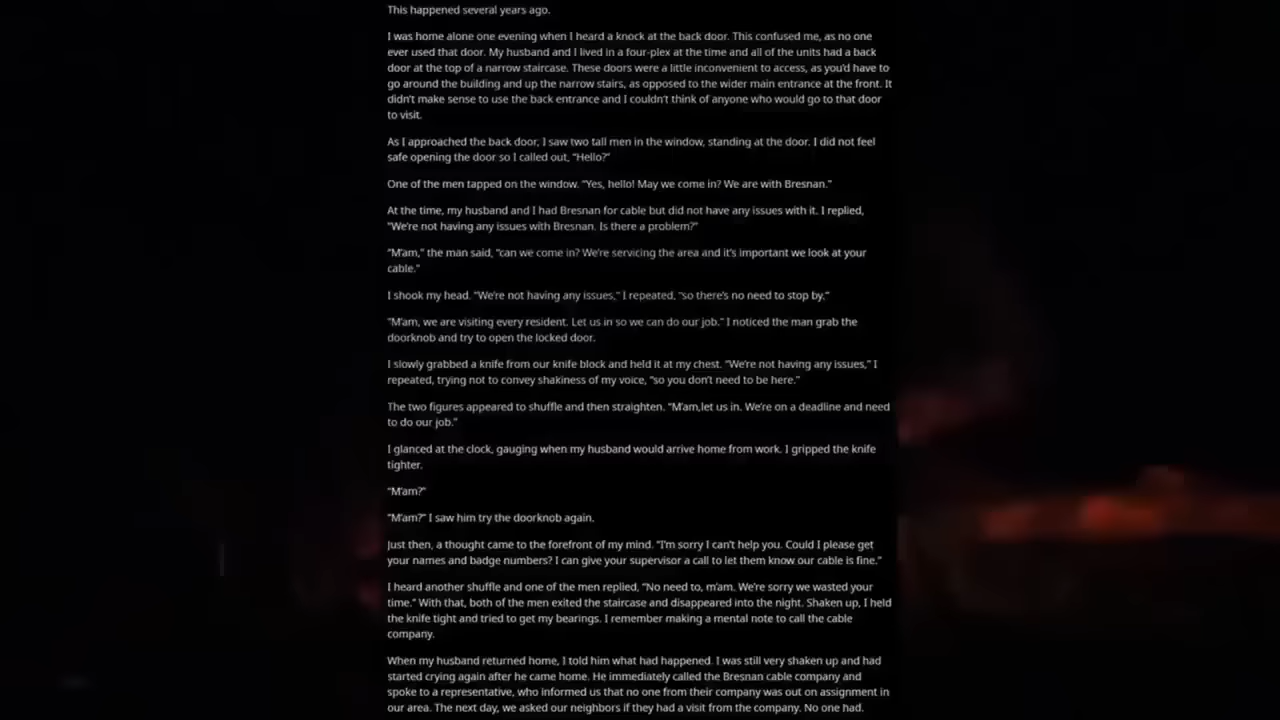 This happened several years ago.
I was home alone one evening when I heard a knock at the back door. This confused me, as no one
ever used that door. My husband and I lived in a four-plex at the time and all of the units had a back
door at the top of a narrow staircase. These doors were a little inconvenient to access, as you'd have to
go around the building and up the narrow stairs, as opposed to the wider main entrance at the front. It
didn't make sense to use the back entrance and I couldn't think of anyone who would go to that door
to visit.
As I approached the back door, I saw two tall men in the window, standing at the door. I did not feel
safe opening the door so I called out, “Hello?”
One of the men tapped on the window. “Yes, hello! May we come in? We are with Bresnan.”
At the time, my husband and I had Bresnan for cable but did not have any issues with it. I replied,
“We're not having any issues with Bresnan. Is there a problem?”
“M'am,” the man said, “can we come in? We're servicing the area and it's important we look at your
cable.”
I shook my head. “We're not having any issues,” I repeated, “so there's no need to stop by.”
“M'am, we are visiting every resident. Let us in so we can do our job.” I noticed the man grab the
doorknob and try to open the locked door.
I slowly grabbed a knife from our knife block and held it at my chest. “We're not having any issues,” I
repeated, trying not to convey shakiness of my voice, “so you don't need to be here.”
The two figures appeared to shuffle and then straighten. “M'am,let us in. We're on a deadline and need
to do our job.”
I glanced at the clock, gauging when my husband would arrive home from work. I gripped the knife
tighter.
“M'am?”
“M'am?” I saw him try the doorknob again.
Just then, a thought came to the forefront of my mind. “I'm sorry I can't help you. Could I please get
your names and badge numbers? I can give your supervisor a call to let them know our cable is fine.”
I heard another shuffle and one of the men replied, “No need to, m'am. We're sorry we wasted your
time.” With that, both of the men exited the staircase and disappeared into the night. Shaken up, I held
the knife tight and tried to get my bearings. I remember making a mental note to call the cable
company.
When my husband returned home, I told him what had happened. I was still very shaken up and had
started crying again after he came home. He immediately called the Bresnan cable company and
spoke to a representative, who informed us that no one from their company was out on assignment in
our area. The next day, we asked our neighbors if they had a visit from the company. No one had.